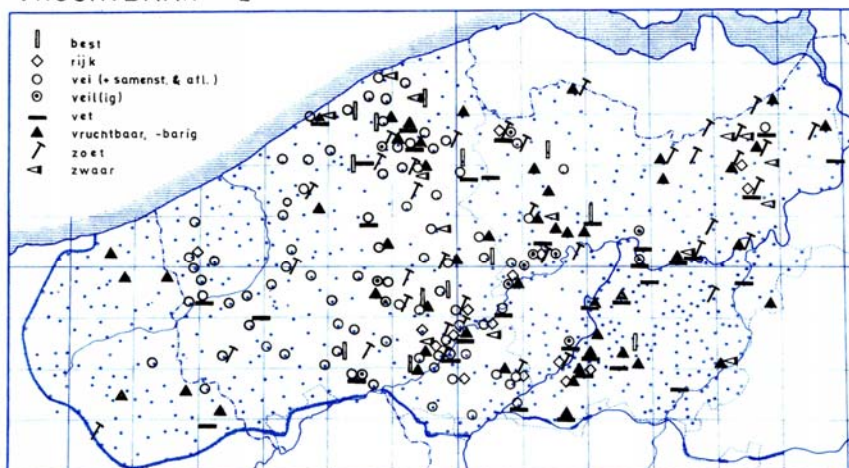 best
rijk
vei (+ samenst, & afl.)
veil(ig)
vet
vruchtbaar, -barig
zoet
zwaar